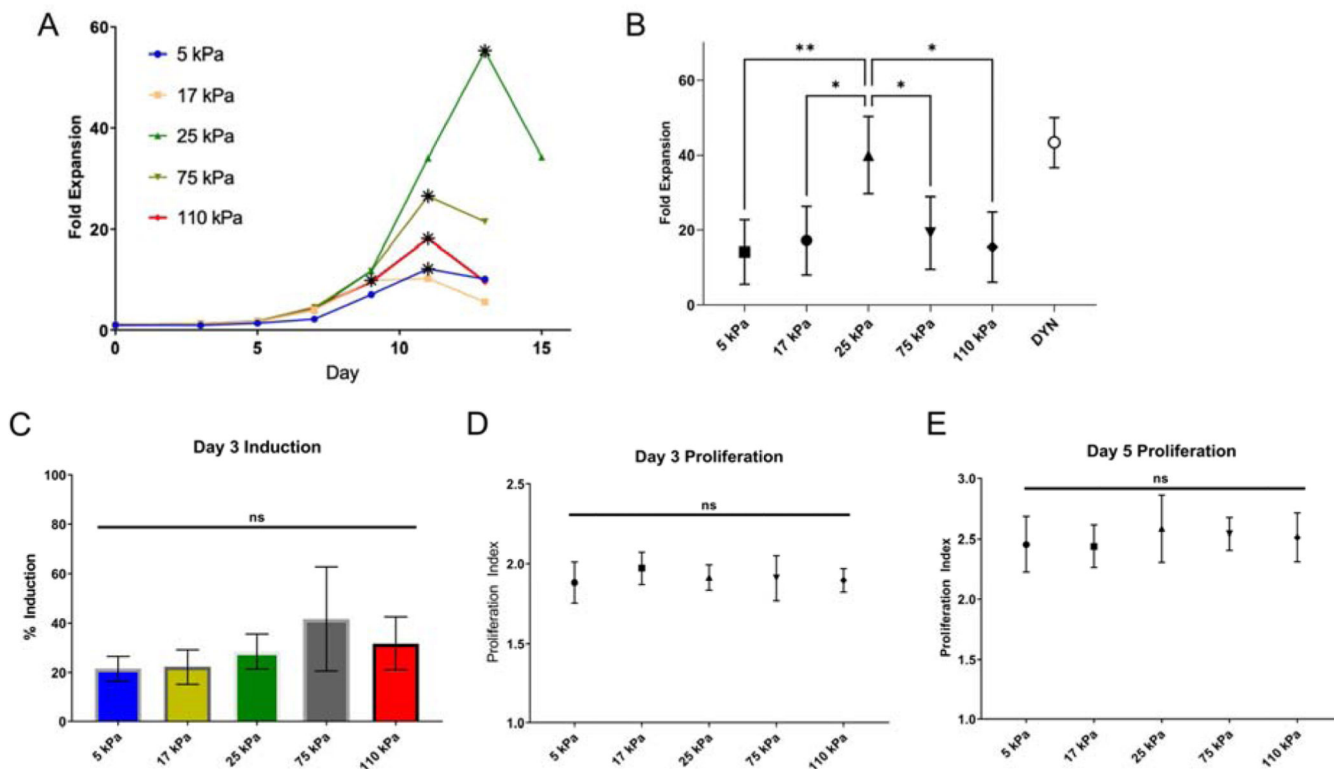 A
60
40
20
0
Fold Expansion
5 kPa
17 kPa
25 kPa
75 kPa
110 kPa
0
5
10
15
Day
B
60
40
20
0
Fold Expansion
**
*
*
*
5 kPa
17 kPa
25 kPa
75 kPa
110 kPa
DYN
C
Day 3 Induction
100
80
60
40
20
0
% Induction
ns
5 kPa
17 kPa
25 kPa
75 kPa
110 kPa
D
Day 3 Proliferation
2.5
2.0
1.5
1.0
Proliferation Index
ns
5 kPa
17 kPa
25 kPa
75 kPa
110 kPa
E
Day 5 Proliferation
3.0
2.5
2.0
1.5
1.0
Proliferation Index
ns
5 kPa
17 kPa
25 kPa
75 kPa
110 kPa